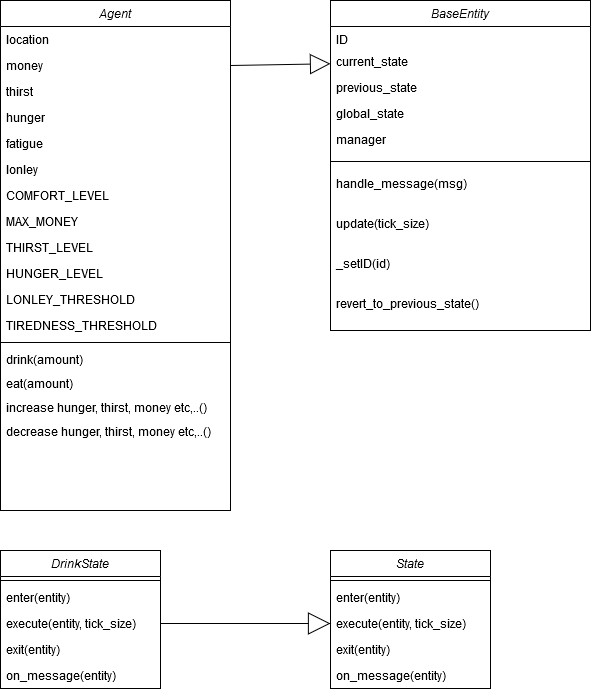 Agent
location
money
thirst
hunger
fatigue
lonley
COMFORT_LEVEL
MAX_MONEY
THIRST_LEVEL
HUNGER_LEVEL
LONLEY_THRESHOLD
TIREDNESS_THRESHOLD
drink(amount)
eat(amount)
increase hunger, thirst, money etc,..()
decrease hunger, thirst, money etc,..()
BaseEntity
ID
current_state
previous_state
global_state
manager
handle_message(msg)
update(tick_size)
_setID(id)
revert_to_previous_state()
DrinkState
enter(entity)
execute(entity, tick_size)
exit(entity)
on_message(entity)
State
enter(entity)
execute(entity, tick_size)
exit(entity)
on_message(entity)